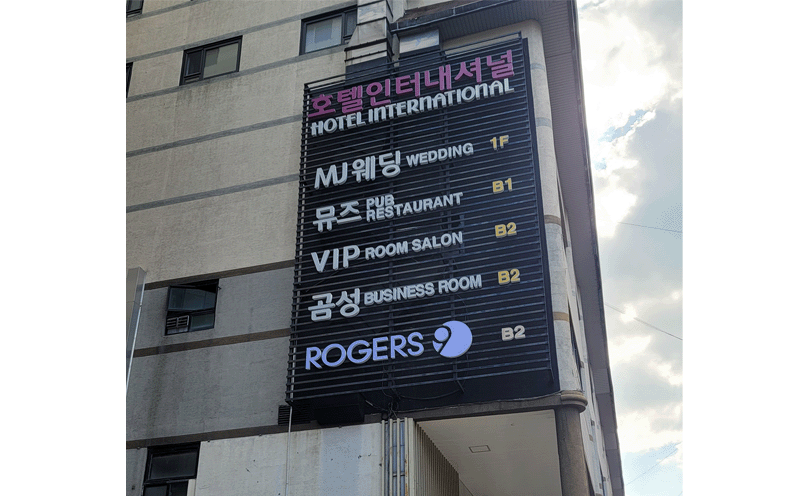 호텔인터내셔널
HOTEL INTERNATIONAL
MJ웨딩 WEDDING 1F
뮤즈 PUB RESTAURANT B1
VIP ROOM SALON B2
곰성 BUSINESS ROOM B2
ROGERS 9 B2